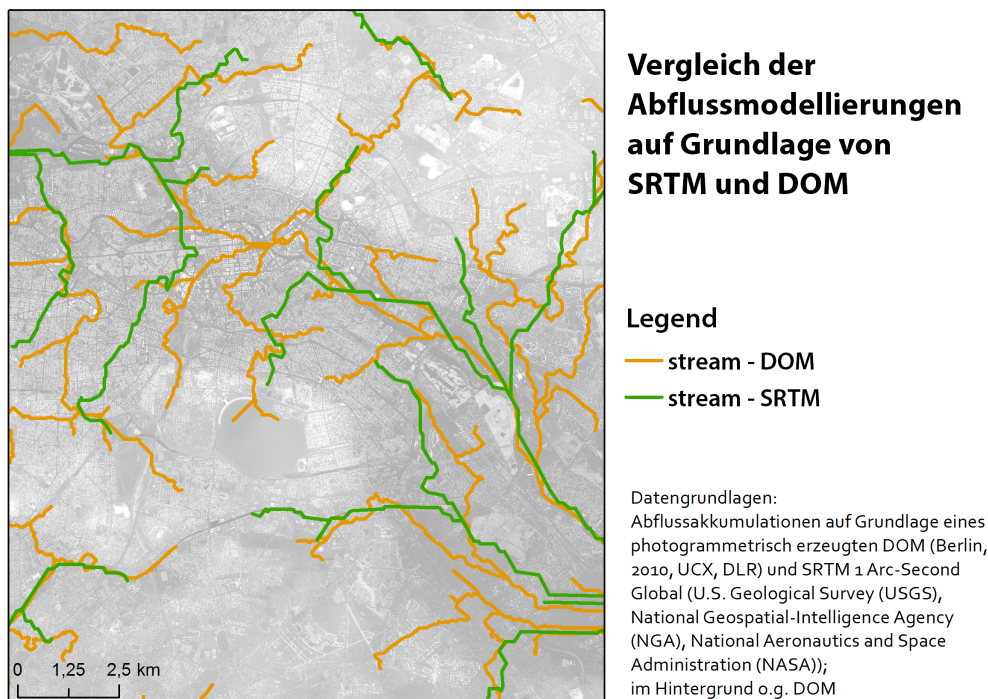 Vergleich der
Abflussmodellierungen
auf Grundlage von
SRTM und DOM
Legend
stream - DOM
stream - SRTM
Datengrundlagen:
Abflussakkumulationen auf Grundlage eines
photogrammetrisch erzeugten DOM (Berlin,
2010, UCX, DLR) und SRTM 1 Arc-Second
Global (U.S. Geological Survey (USGS),
National Geospatial-Intelligence Agency
(NGA), National Aeronautics and Space
Administration (NASA));
im Hintergrund o.g. DOM
0 1,25 2,5 km